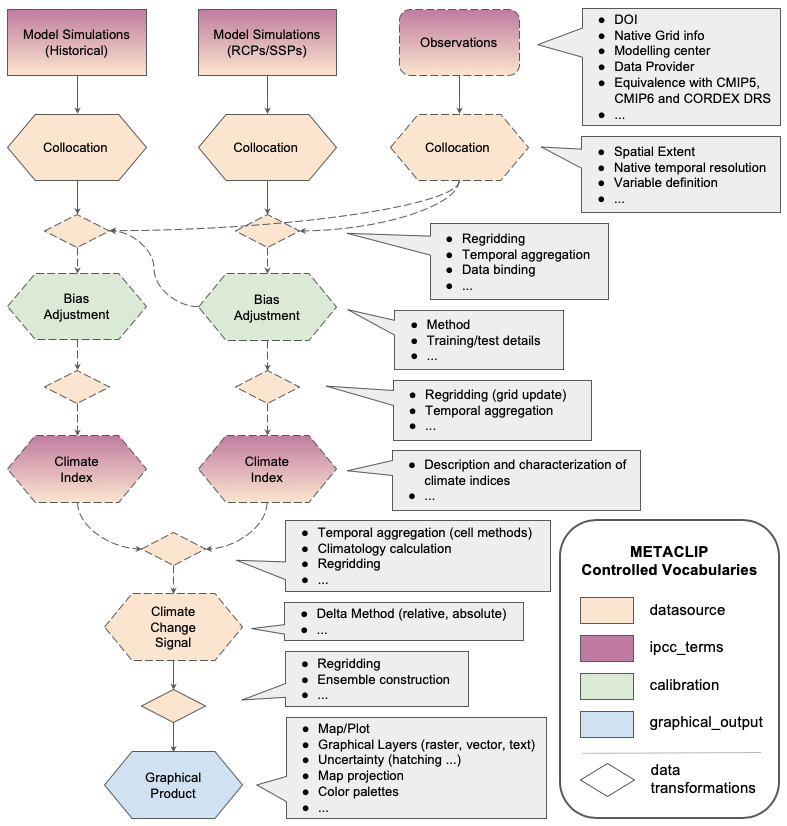 Model Simulations
(Historical)
Model Simulations
(RCPs/SSPs)
Observations
● DOI
● Native Grid info
● Modelling center
● Data Provider
● Equivalence with CMIP5,
CMIP6 and CORDEX DRS
● ...
Collocation
Collocation
Collocation
● Spatial Extent
● Native temporal resolution
● Variable definition
● ...
● Regridding
● Temporal aggregation
● Data binding
● ...
Bias
Adjustment
Bias
Adjustment
● Method
● Training/test details
● ...
● Regridding (grid update)
● Temporal aggregation
● ...
Climate
Index
Climate
Index
● Description and characterization of
climate indices
● ...
● Temporal aggregation (cell methods)
● Climatology calculation
● Regridding
● ...
Climate
Change
Signal
● Delta Method (relative, absolute)
● ...
● Regridding
● Ensemble construction
● ...
Graphical
Product
● Map/Plot
● Graphical Layers (raster, vector, text)
● Uncertainty (hatching ...)
● Map projection
● Color palettes
● ...
METACLIP
Controlled Vocabularies
datasource
ipcc_terms
calibration
graphical_output
data
transformations